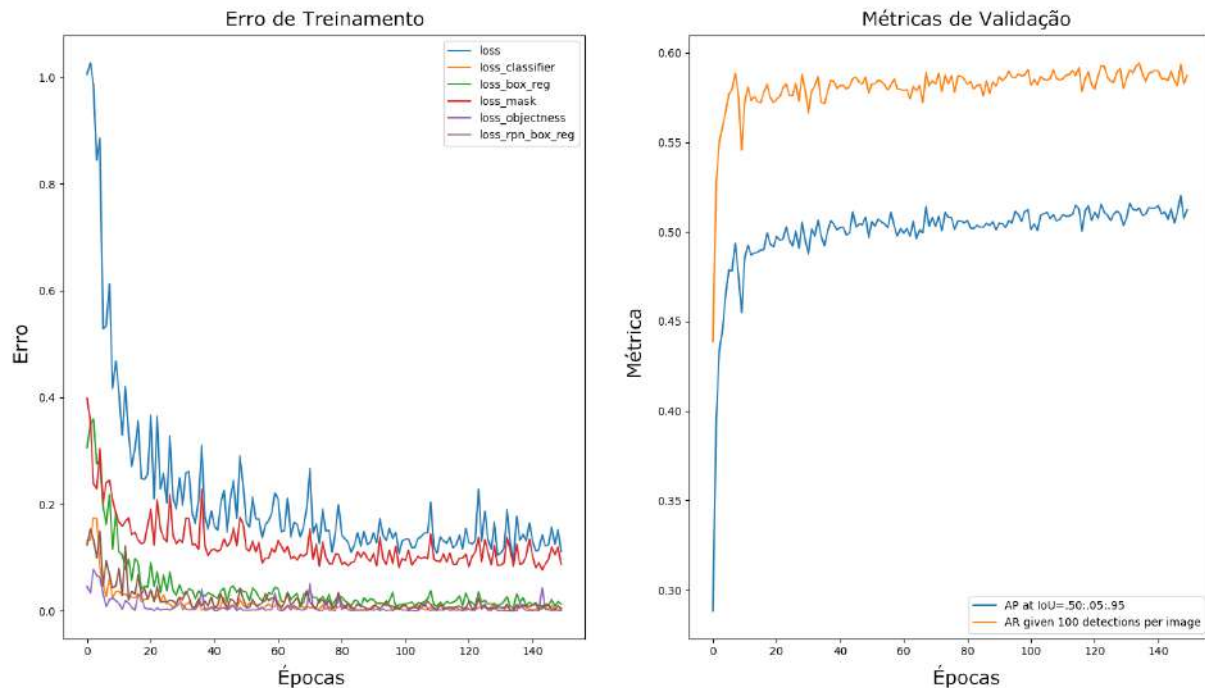 Erro de Treinamento
loss
loss_classifier
loss_box_reg
loss_mask
loss_objectness
loss_rpn_box_reg
1.0
0.8
0.6
0.4
0.2
0.0
Erro
0
20
40
60
80
100
120
140
Épocas
Métricas de Validação
0.60
0.55
0.50
0.45
0.40
0.35
0.30
Métrica
AP at IoU=.50:.05:.95
AR given 100 detections per image
0
20
40
60
80
100
120
140
Épocas